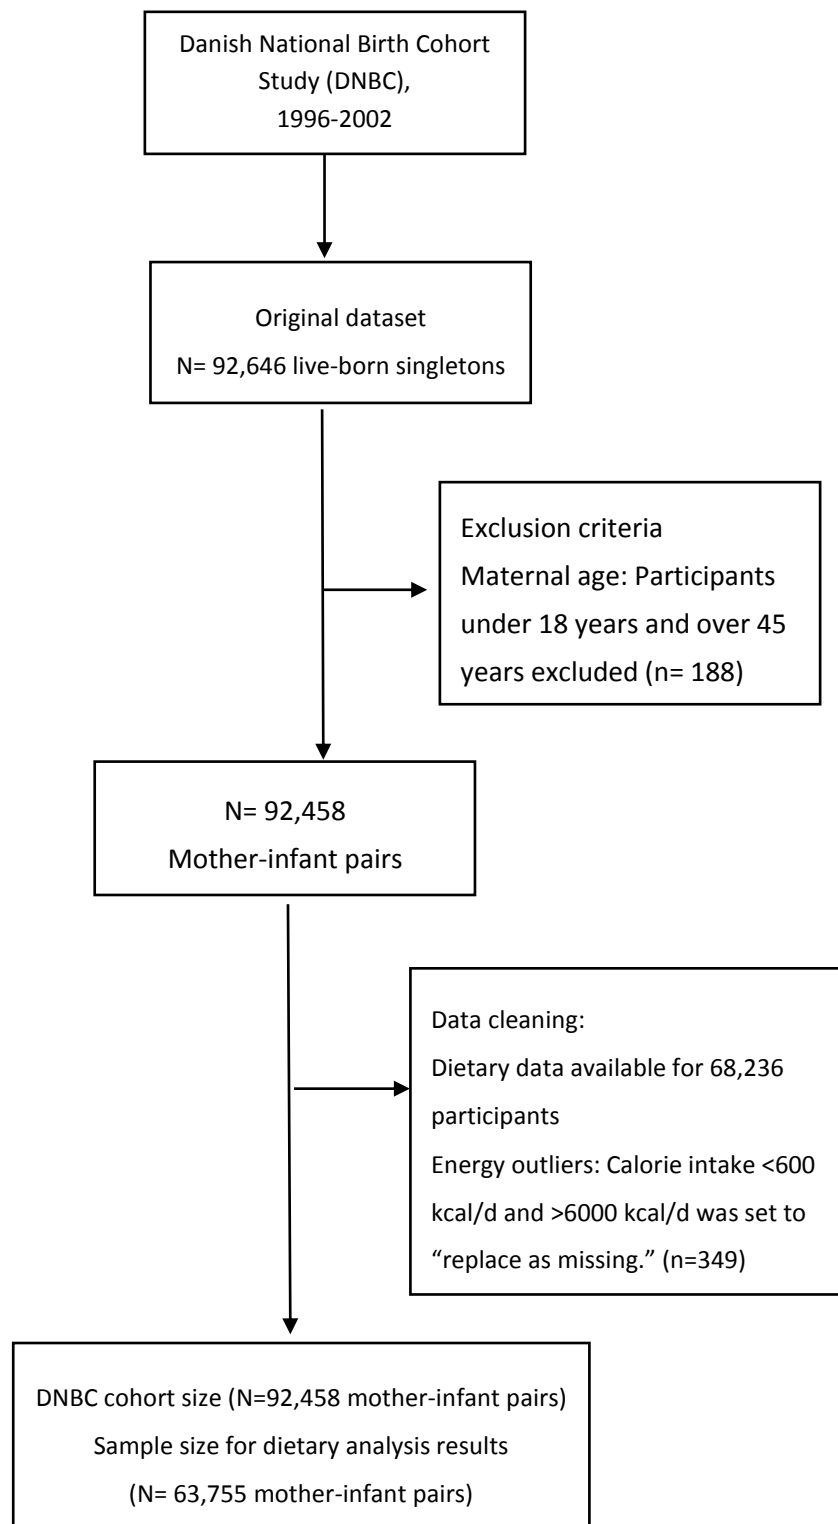 Danish National Birth Cohort
Study (DNBC),
1996-2002
Original dataset
N= 92,646 live-born singletons
Exclusion criteria
Maternal age: Participants
under 18 years and over 45
years excluded (n= 188)
N= 92,458
Mother-infant pairs
Data cleaning:
Dietary data available for 68,236
participants
Energy outliers: Calorie intake <600
kcal/d and >6000 kcal/d was set to
“replace as missing.” (n=349)
DNBC cohort size (N=92,458 mother-infant pairs)
Sample size for dietary analysis results
(N= 63,755 mother-infant pairs)